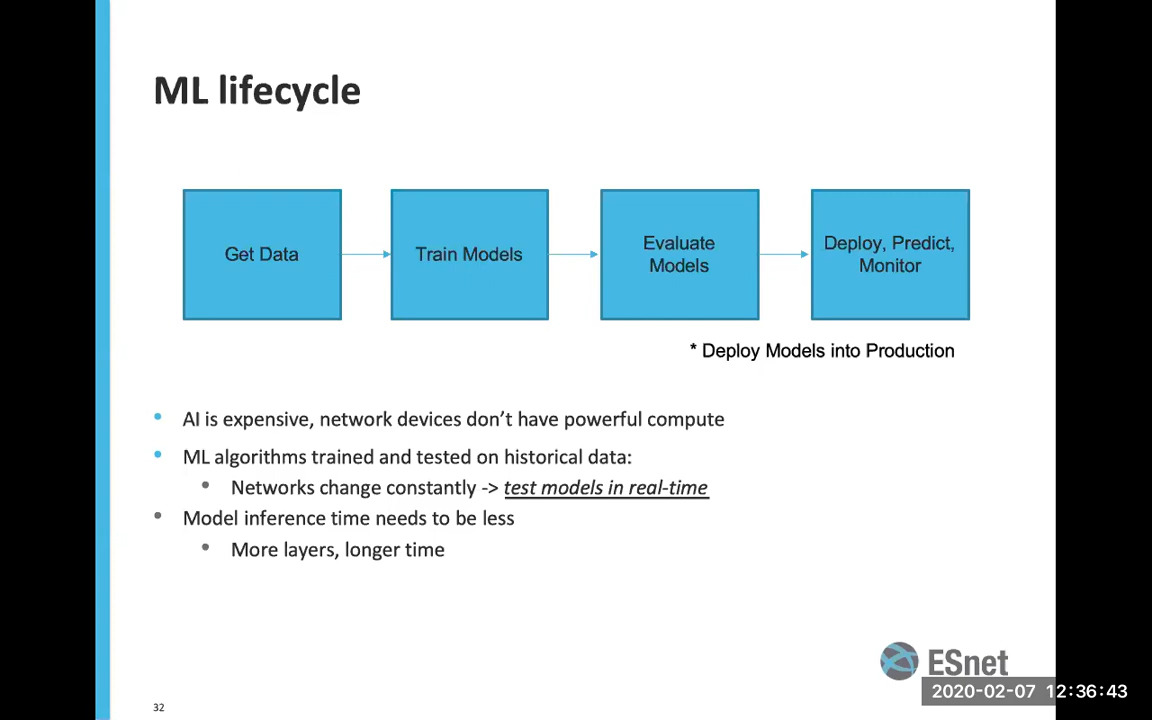 ML lifecycle
Get Data
Train Models
Evaluate
Models
Deploy, Predict,
Monitor
* Deploy Models into Production
• AI is expensive, network devices don’t have powerful compute
• ML algorithms trained and tested on historical data:
• Networks change constantly -> test models in real-time
• Model inference time needs to be less
• More layers, longer time
ESnet
2020-02-07 12:36:43
32